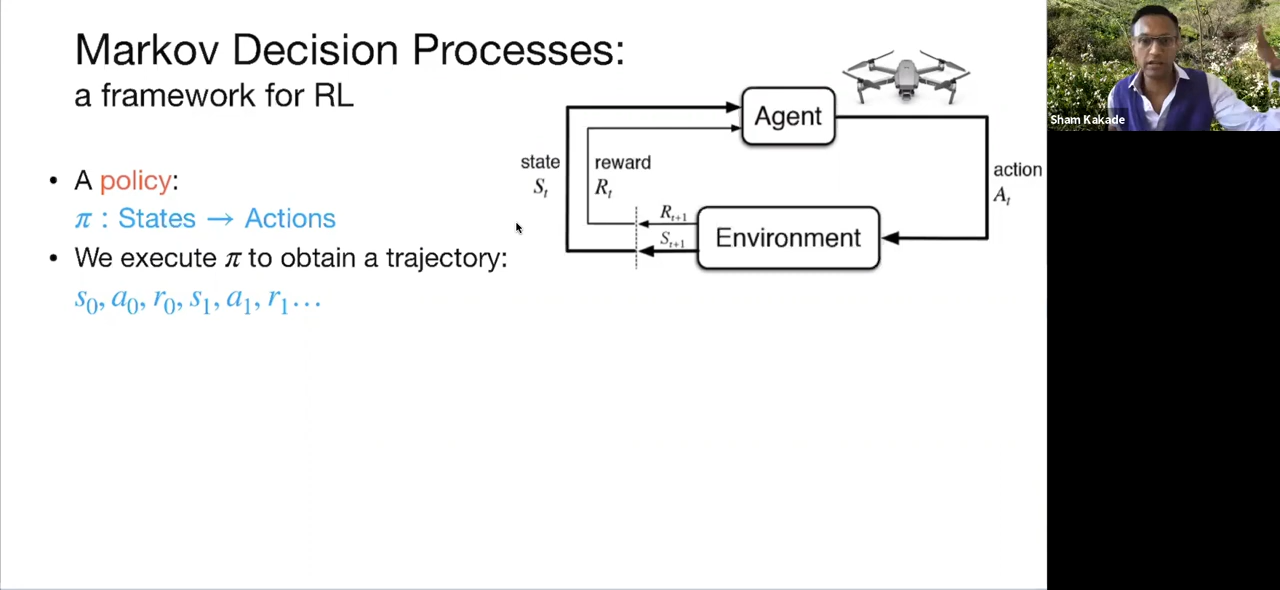 Markov Decision Processes:
a framework for RL
• A policy:
π : States → Actions
• We execute π to obtain a trajectory:
s₀, a₀, r₀, s₁, a₁, r₁…
Agent
state
Sₜ
reward
Rₜ
action
Aₜ
Rₜ₊₁
Sₜ₊₁
Environment
Sham Kakade